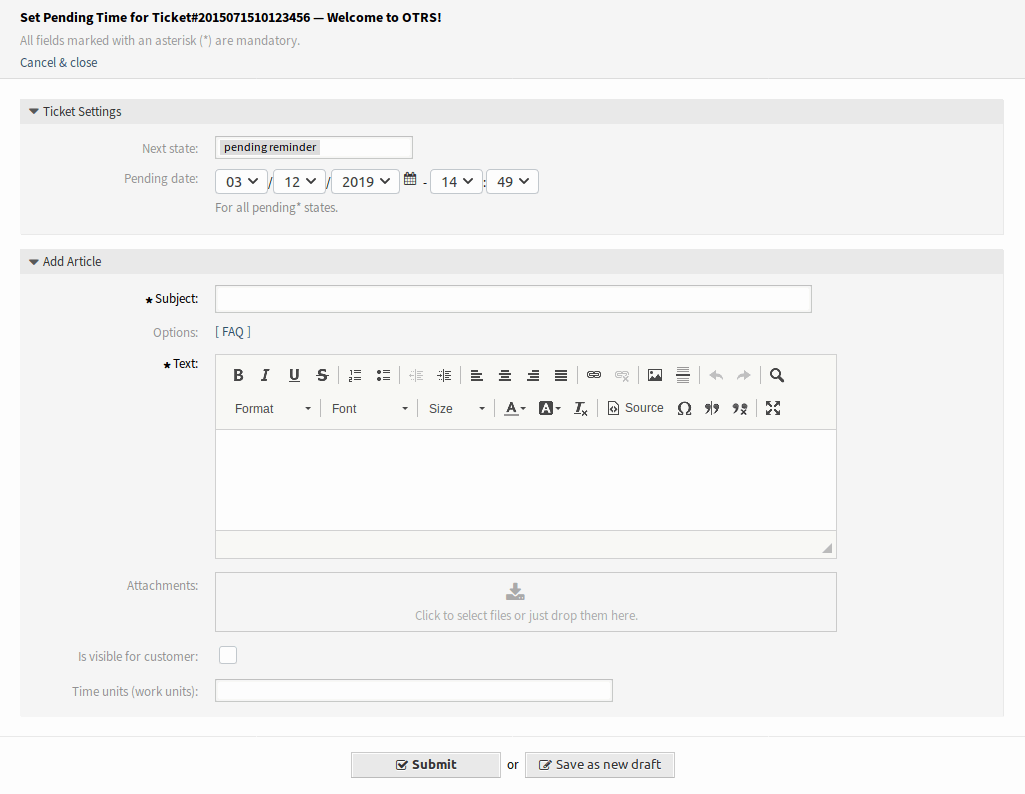 Set Pending Time for Ticket#2015071510123456 — Welcome to OTRS!
All fields marked with an asterisk (*) are mandatory.
Cancel & close
Ticket Settings
Next state: pending reminder
Pending date: 03 / 12 / 2019 - 14 : 49
For all pending* states.
Add Article
★ Subject:
Options: [ FAQ ]
★ Text:
B I U S
Format Font Size A A Tx Source Ω
Attachments:
Click to select files or just drop them here.
Is visible for customer:
Time units (work units):
Submit or Save as new draft